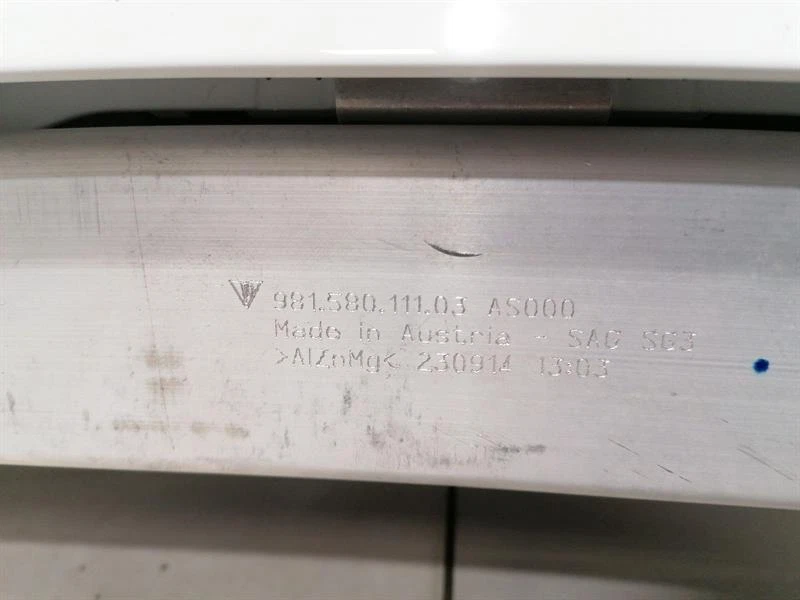 981.580.111.03 AS000
Made in Austria - SAG SG3
>AlZnMg< 230914 13:03